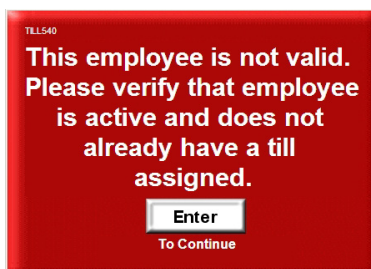 TILL540
This employee is not valid.
Please verify that employee
is active and does not
already have a till
assigned.
Enter
To Continue